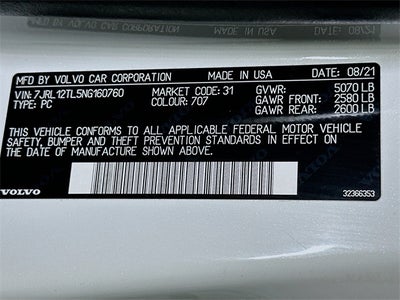 MFD. BY VOLVO CAR CORPORATION MADE IN USA DATE: 08/21
VIN: 7JRL12TL5NG160760 MARKET CODE: 31 GVWR: 5070 LB
TYPE: PC COLOUR: 707 GAWR FRONT: 2580 LB
GAWR REAR: 2600 LB
THIS VEHICLE CONFORMS TO ALL APPLICABLE FEDERAL MOTOR VEHICLE
SAFETY, BUMPER AND THEFT PREVENTION STANDARDS IN EFFECT ON THE
DATE OF MANUFACTURE SHOWN ABOVE.
VOLVO 32366353